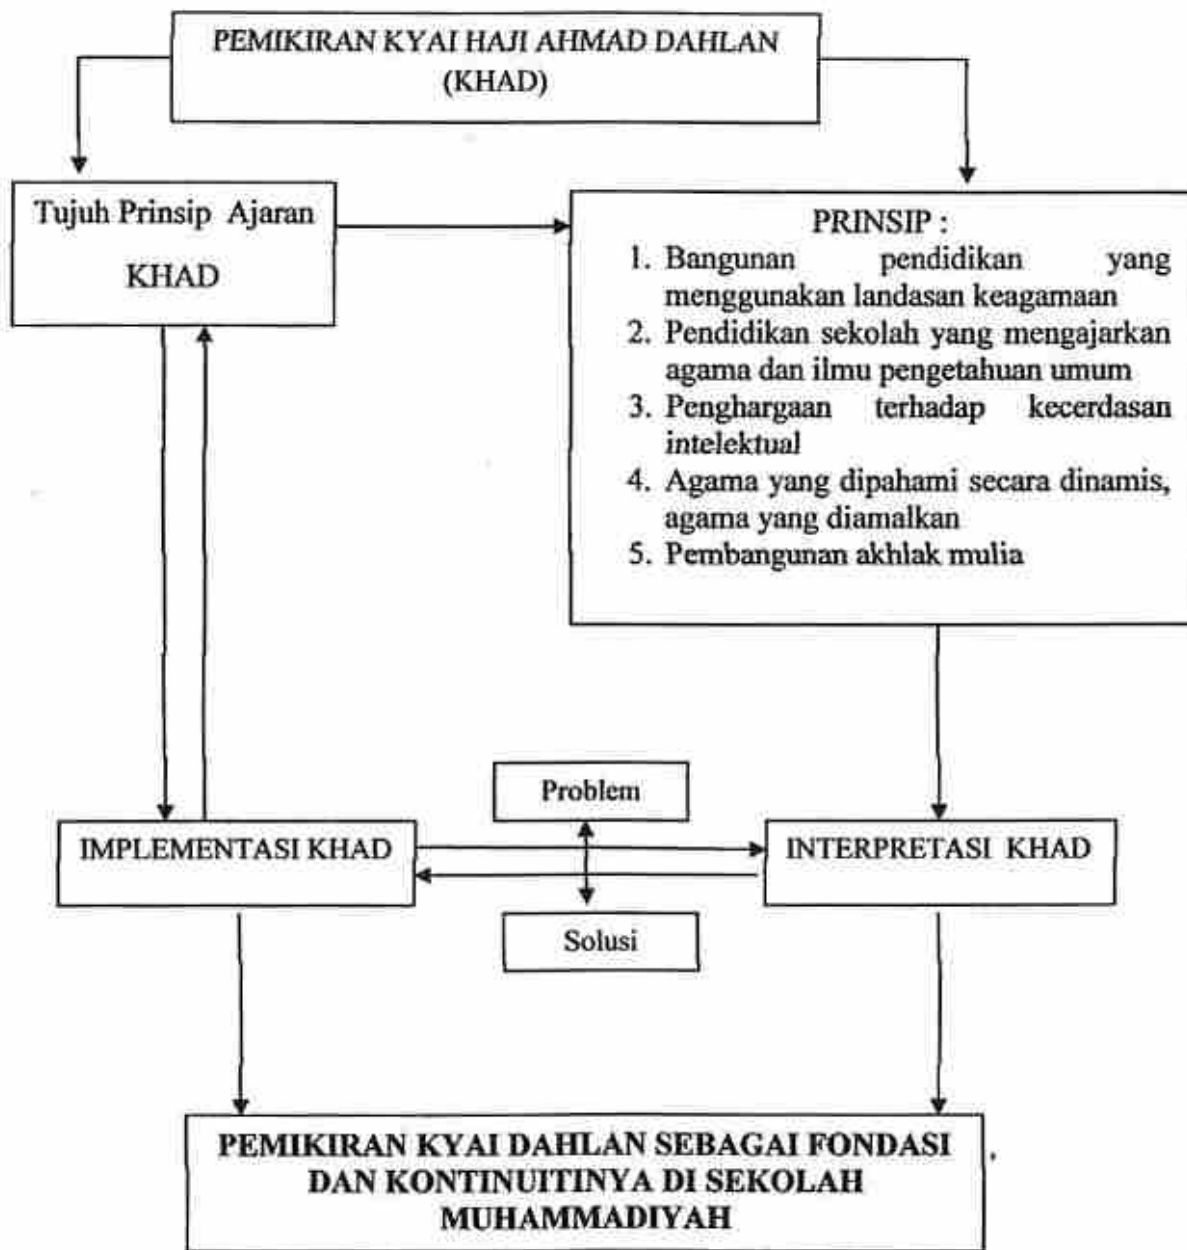 PEMIKIRAN KYAI HAJI AHMAD DAHLAN
(KHAD)
Tujuh Prinsip Ajaran
KHAD
PRINSIP :
1. Bangunan pendidikan yang
menggunakan landasan keagamaan
2. Pendidikan sekolah yang mengajarkan
agama dan ilmu pengetahuan umum
3. Penghargaan terhadap kecerdasan
intelektual
4. Agama yang dipahami secara dinamis,
agama yang diamalkan
5. Pembangunan akhlak mulia
Problem
IMPLEMENTASI KHAD
INTERPRETASI KHAD
Solusi
PEMIKIRAN KYAI DAHLAN SEBAGAI FONDASI
DAN KONTINUITINYA DI SEKOLAH
MUHAMMADIYAH